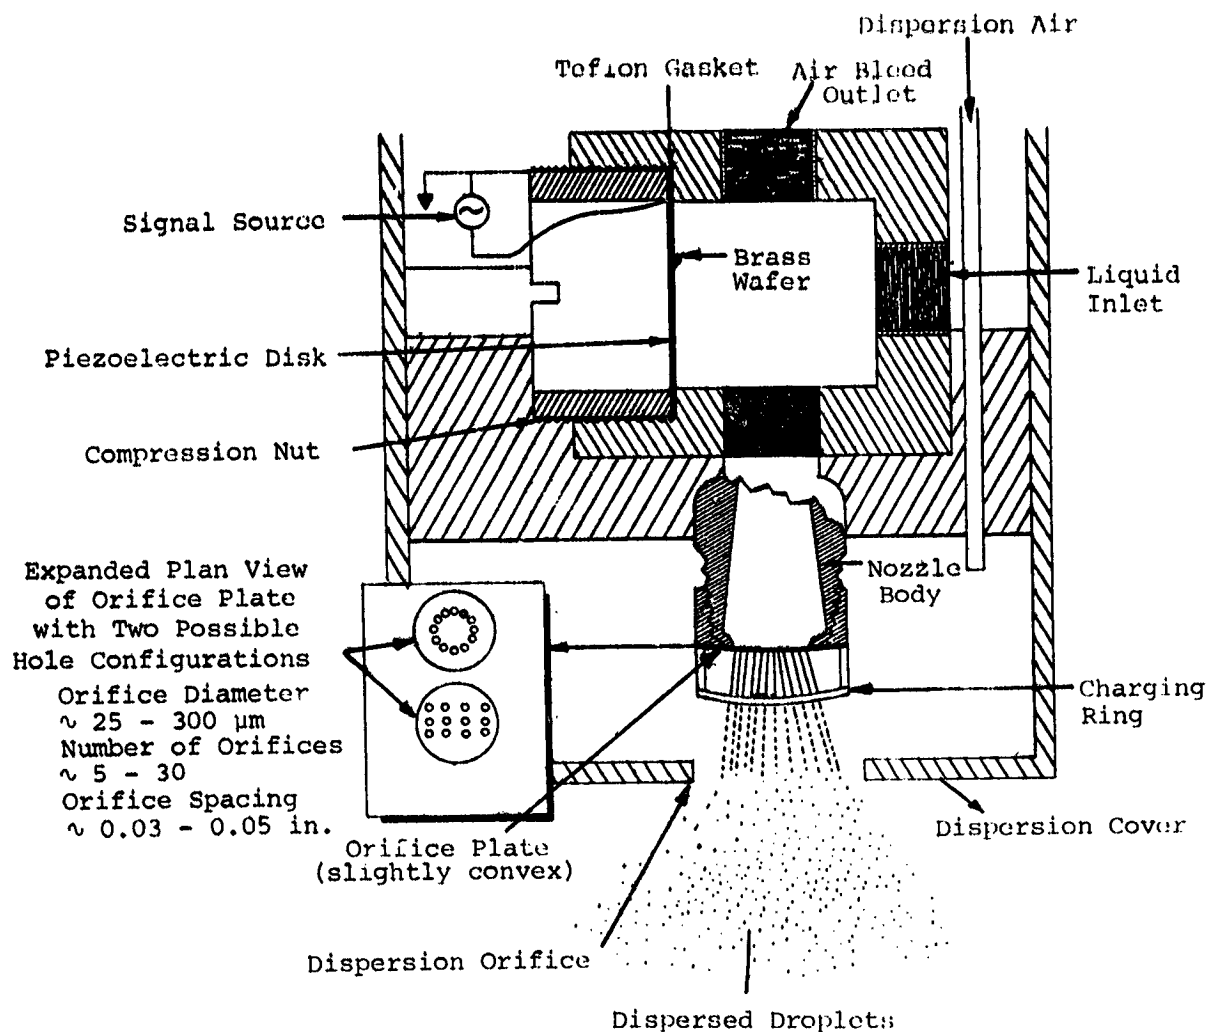 Dispersion Air
Teflon Gasket
Air Bleed
Outlet
Signal Source
Brass
Wafer
Liquid
Inlet
Piezoelectric Disk
Compression Nut
Expanded Plan View
of Orifice Plate
with Two Possible
Hole Configurations
Orifice Diameter
~ 25 - 300 µm
Number of Orifices
~ 5 - 30
Orifice Spacing
~ 0.03 - 0.05 in.
Nozzle
Body
Charging
Ring
Dispersion Cover
Orifice Plate
(slightly convex)
Dispersion Orifice
Dispersed Droplets